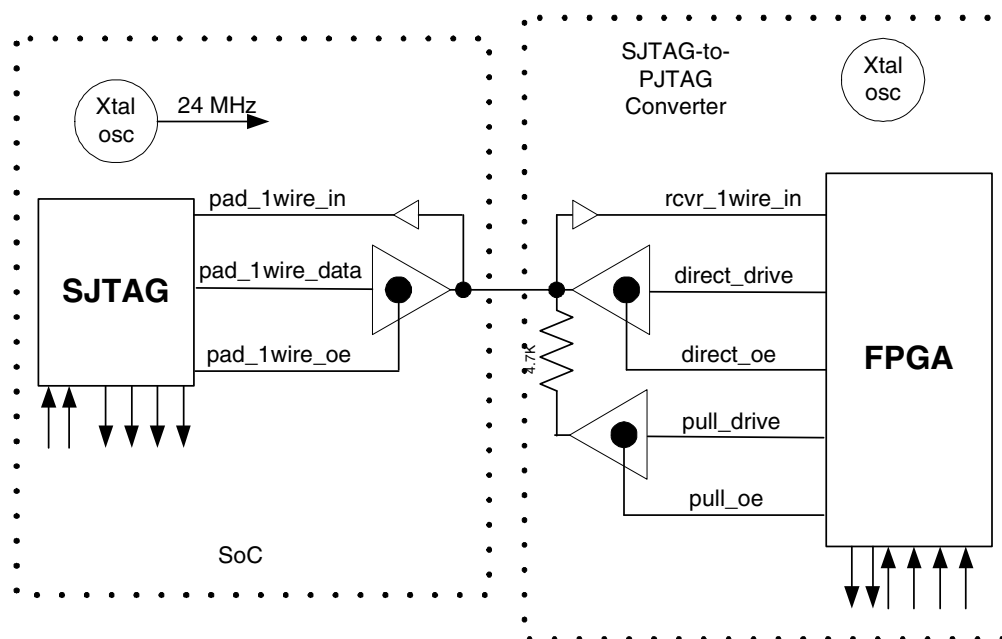 Xtal
osc
24 MHz
pad_1wire_in
SJTAG
pad_1wire_data
pad_1wire_oe
SoC
SJTAG-to-
PJTAG
Converter
Xtal
osc
rcvr_1wire_in
direct_drive
direct_oe
FPGA
4.7K
pull_drive
pull_oe